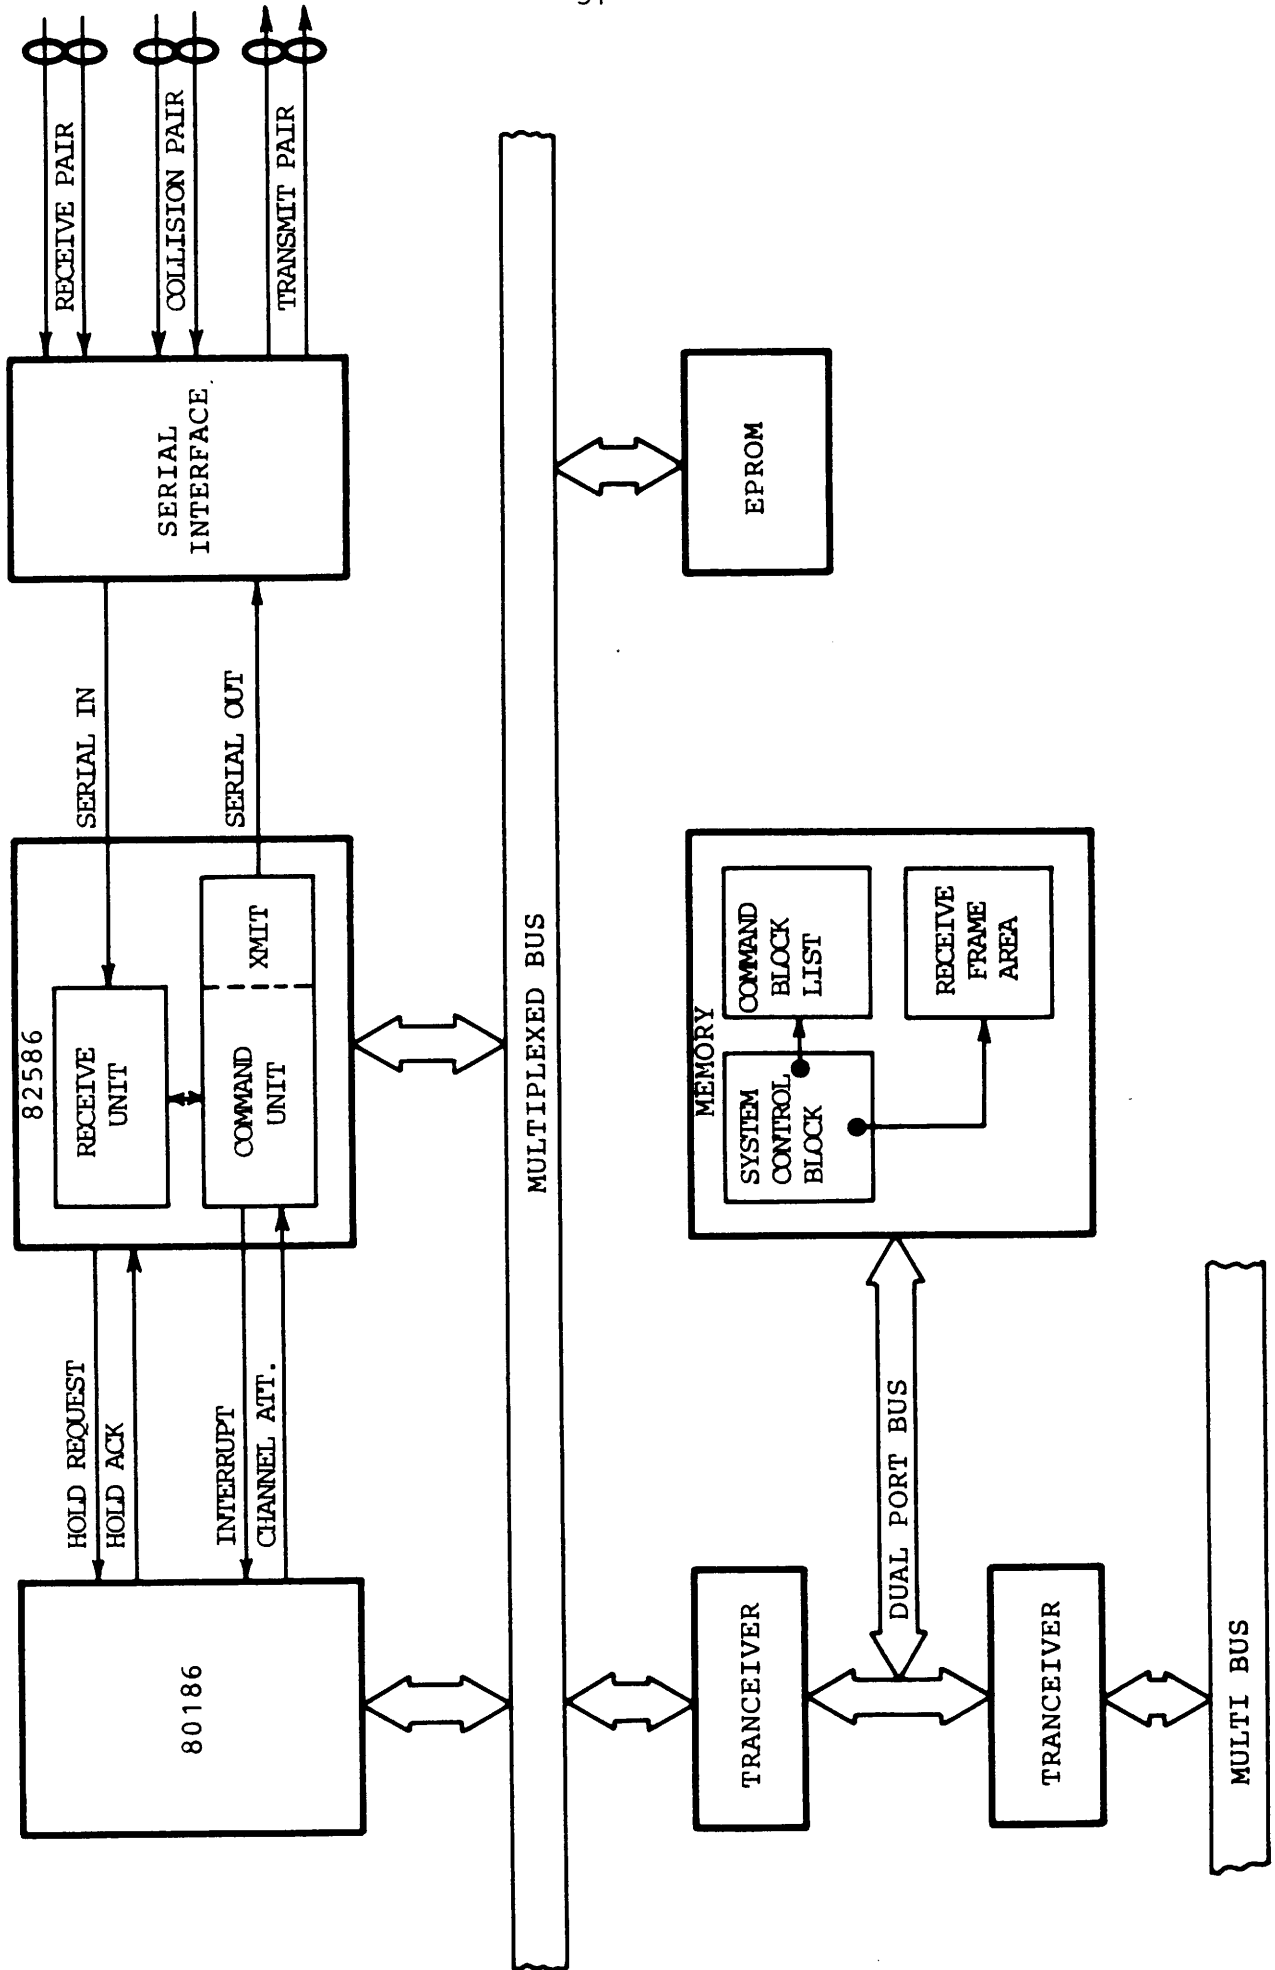 80186
HOLD REQUEST
HOLD ACK
INTERRUPT
CHANNEL ATT.
82586
RECEIVE
UNIT
COMMAND
UNIT
XMIT
SERIAL IN
SERIAL OUT
SERIAL
INTERFACE
RECEIVE PAIR
COLLISION PAIR
TRANSMIT PAIR
MULTIPLEXED BUS
TRANCEIVER
DUAL PORT BUS
TRANCEIVER
MEMORY
SYSTEM
CONTROL
BLOCK
COMMAND
BLOCK
LIST
RECEIVE
FRAME
AREA
EPROM
MULTI BUS